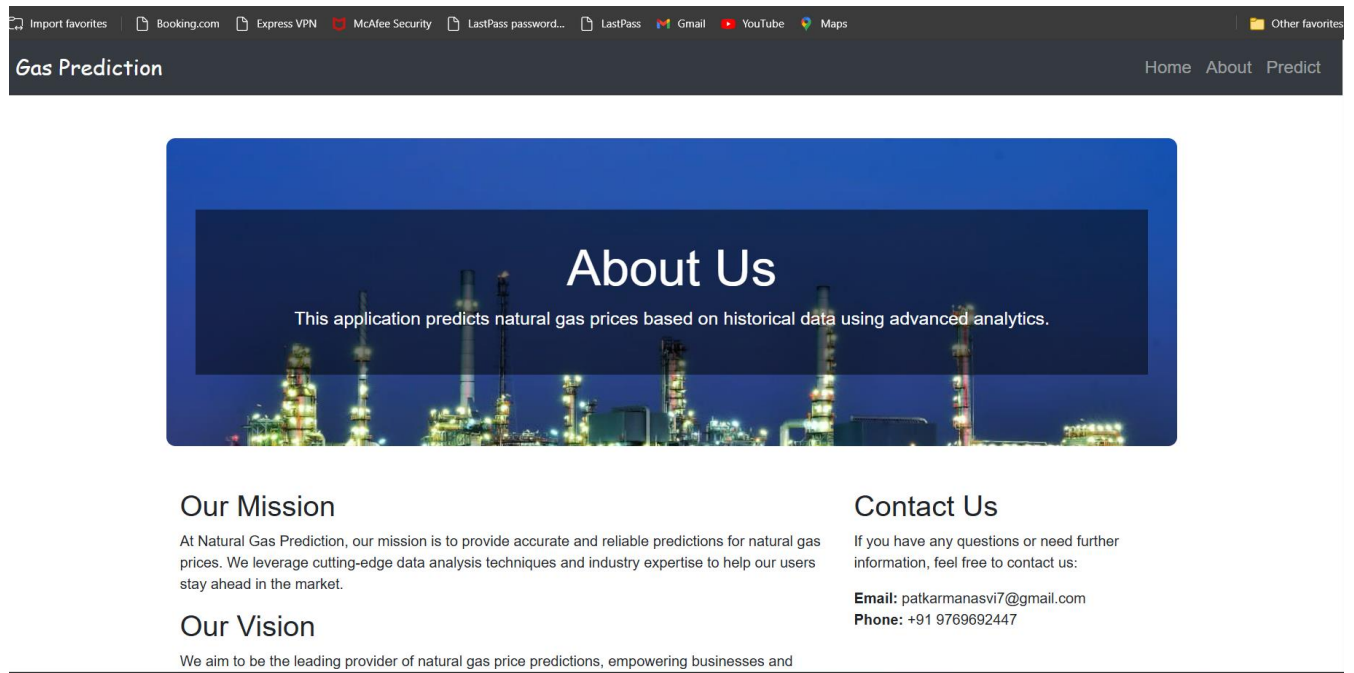 Import favorites Booking.com Express VPN McAfee Security LastPass password... LastPass Gmail YouTube Maps Other favorites
Gas Prediction Home About Predict
About Us
This application predicts natural gas prices based on historical data using advanced analytics.
Our Mission
At Natural Gas Prediction, our mission is to provide accurate and reliable predictions for natural gas
prices. We leverage cutting-edge data analysis techniques and industry expertise to help our users
stay ahead in the market.
Our Vision
We aim to be the leading provider of natural gas price predictions, empowering businesses and
Contact Us
If you have any questions or need further
information, feel free to contact us:
Email: patkarmanasvi7@gmail.com
Phone: +91 9769692447